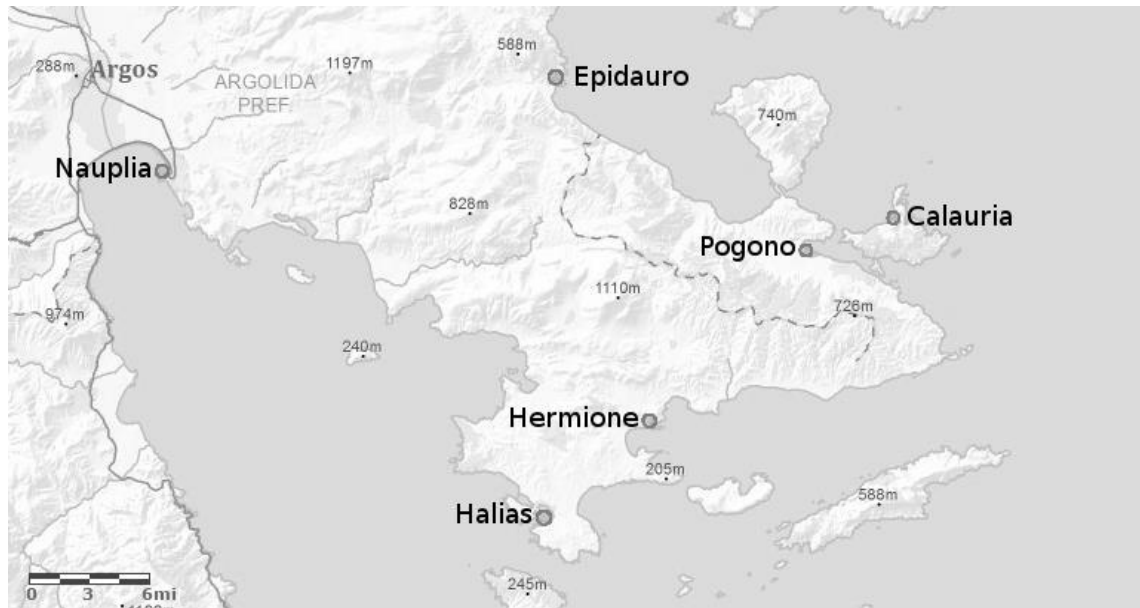 588m
288m
Argos
1197m
Epidauro
ARGOLIDA
PREF.
740m
Nauplia
828m
Calauria
Pogono
1110m
726m
974m
240m
Hermione
205m
588m
Halias
245m
0 3 6mi